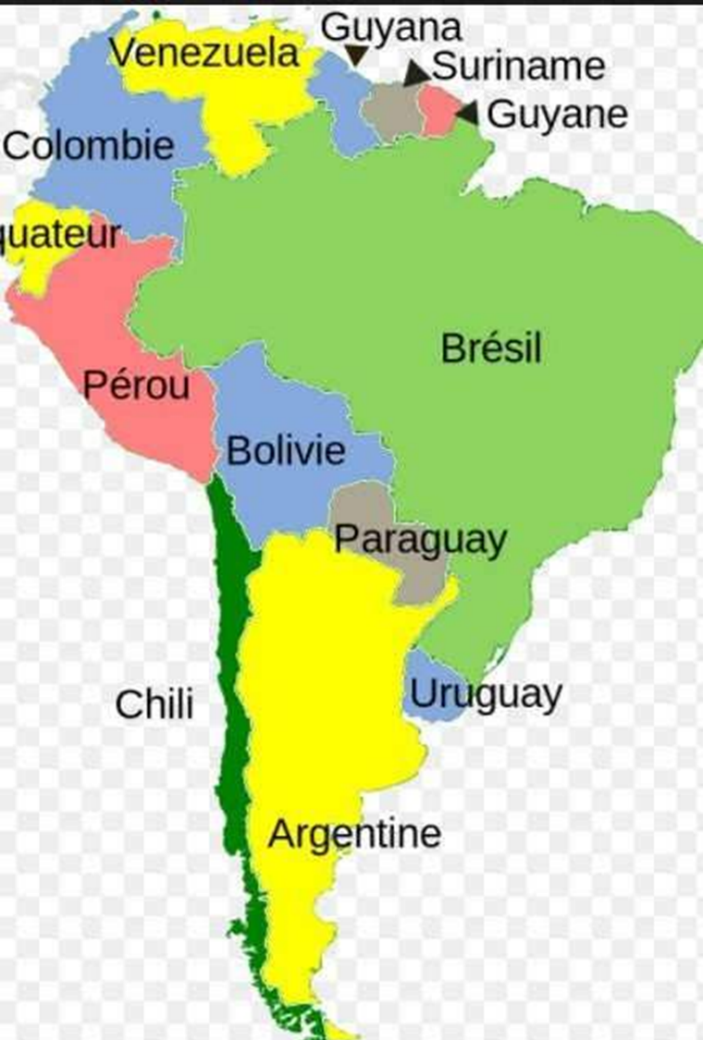 Guyana
Venezuela
Suriname
Guyane
Colombie
quateur
Brésil
Pérou
Bolivie
Paraguay
Uruguay
Chili
Argentine